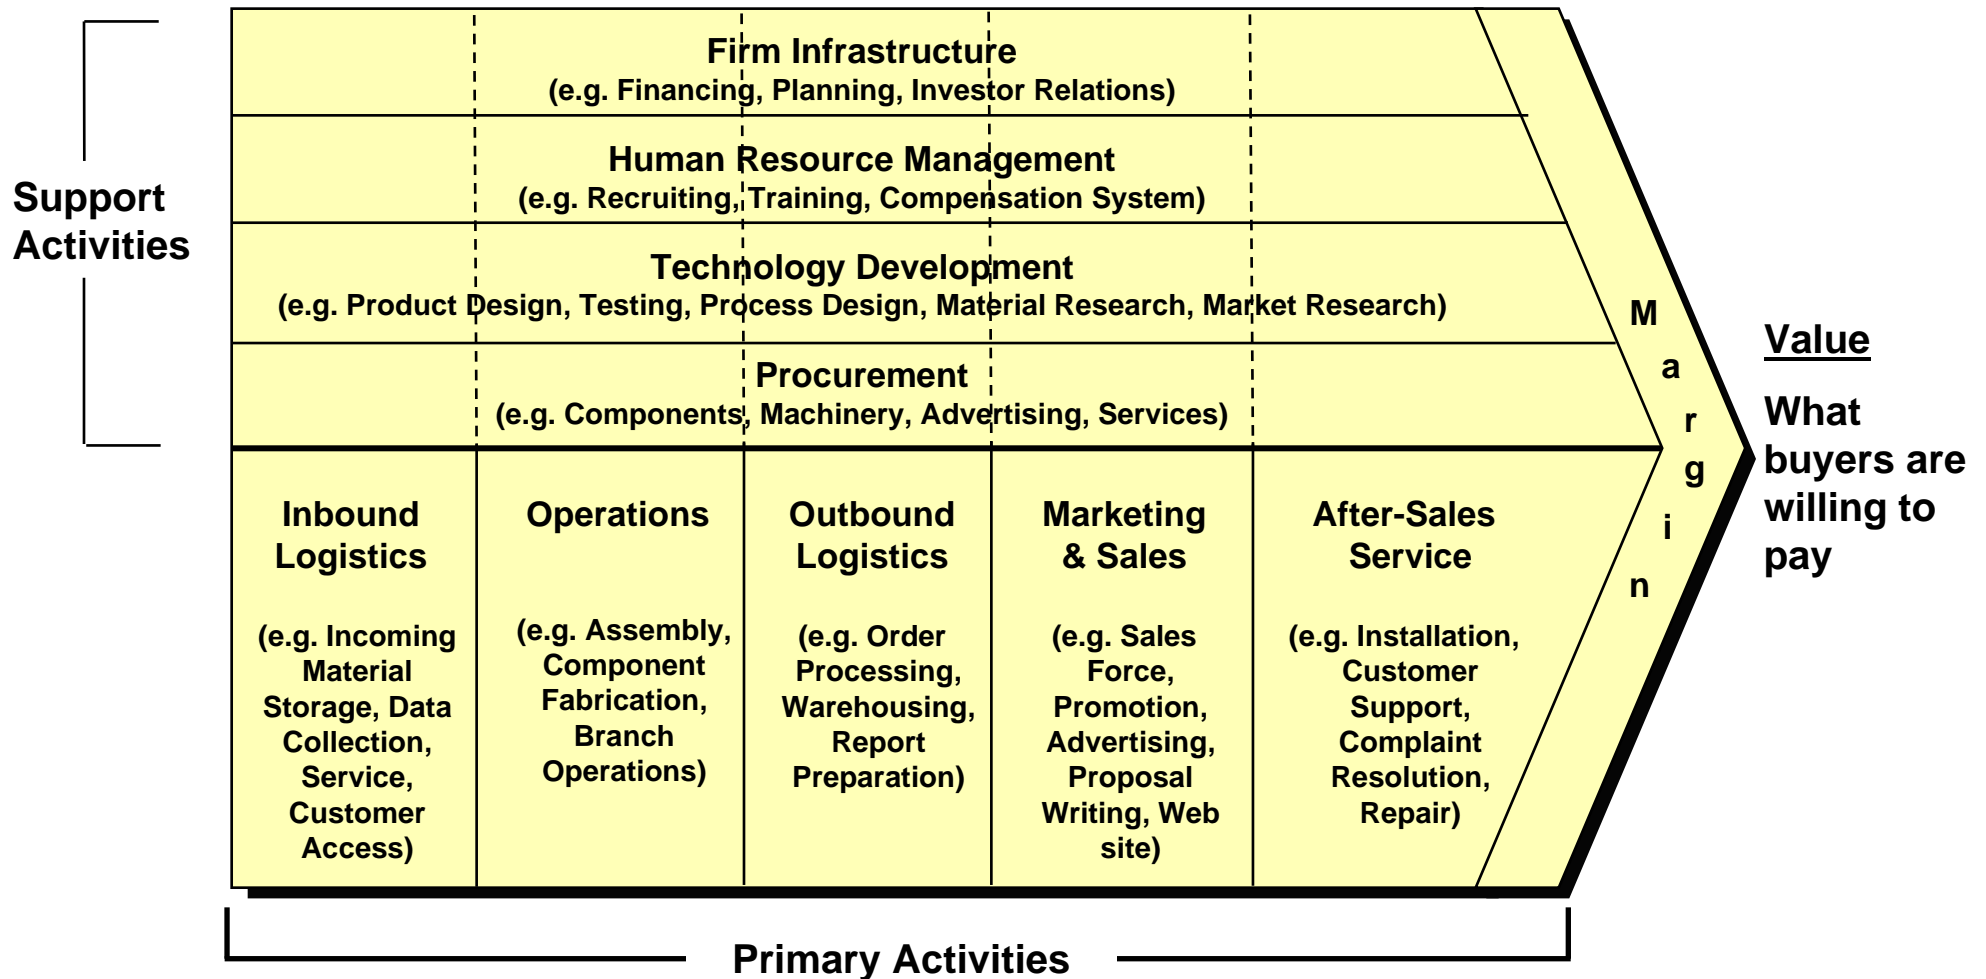 Support
Activities
Firm Infrastructure
(e.g. Financing, Planning, Investor Relations)
Human Resource Management
(e.g. Recruiting, Training, Compensation System)
Technology Development
(e.g. Product Design, Testing, Process Design, Material Research, Market Research)
Procurement
(e.g. Components, Machinery, Advertising, Services)
Inbound
Logistics
(e.g. Incoming
Material
Storage, Data
Collection,
Service,
Customer
Access)
Operations
(e.g. Assembly,
Component
Fabrication,
Branch
Operations)
Outbound
Logistics
(e.g. Order
Processing,
Warehousing,
Report
Preparation)
Marketing
& Sales
(e.g. Sales
Force,
Promotion,
Advertising,
Proposal
Writing, Web
site)
After-Sales
Service
(e.g. Installation,
Customer
Support,
Complaint
Resolution,
Repair)
Margin
Value
What
buyers are
willing to
pay
Primary Activities